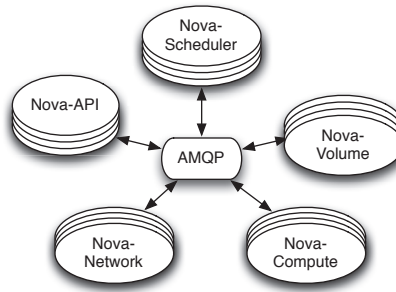 Nova-
Scheduler
Nova-API
AMQP
Nova-
Volume
Nova-
Network
Nova-
Compute